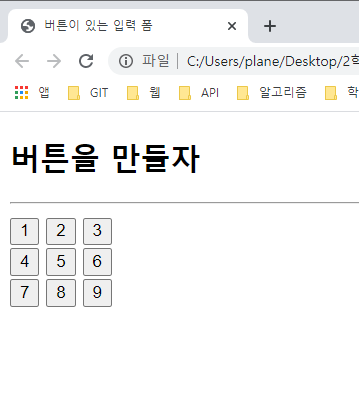 버튼이 있는 입력 폼
파일 C:/Users/plane/Desktop/2학
앱 GIT 웹 API 알고리즘 학
버튼을 만들자
1 2 3
4 5 6
7 8 9